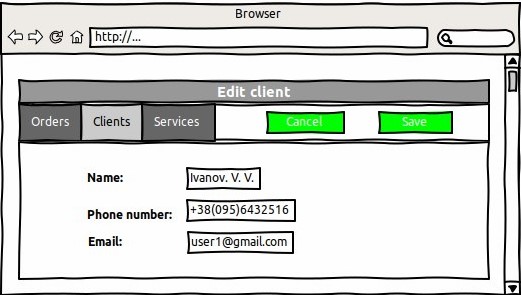 Browser
http://...
Edit client
Orders Clients Services Cancel Save
Name: Ivanov. V. V.
Phone number: +38(095)6432516
Email: user1@gmail.com